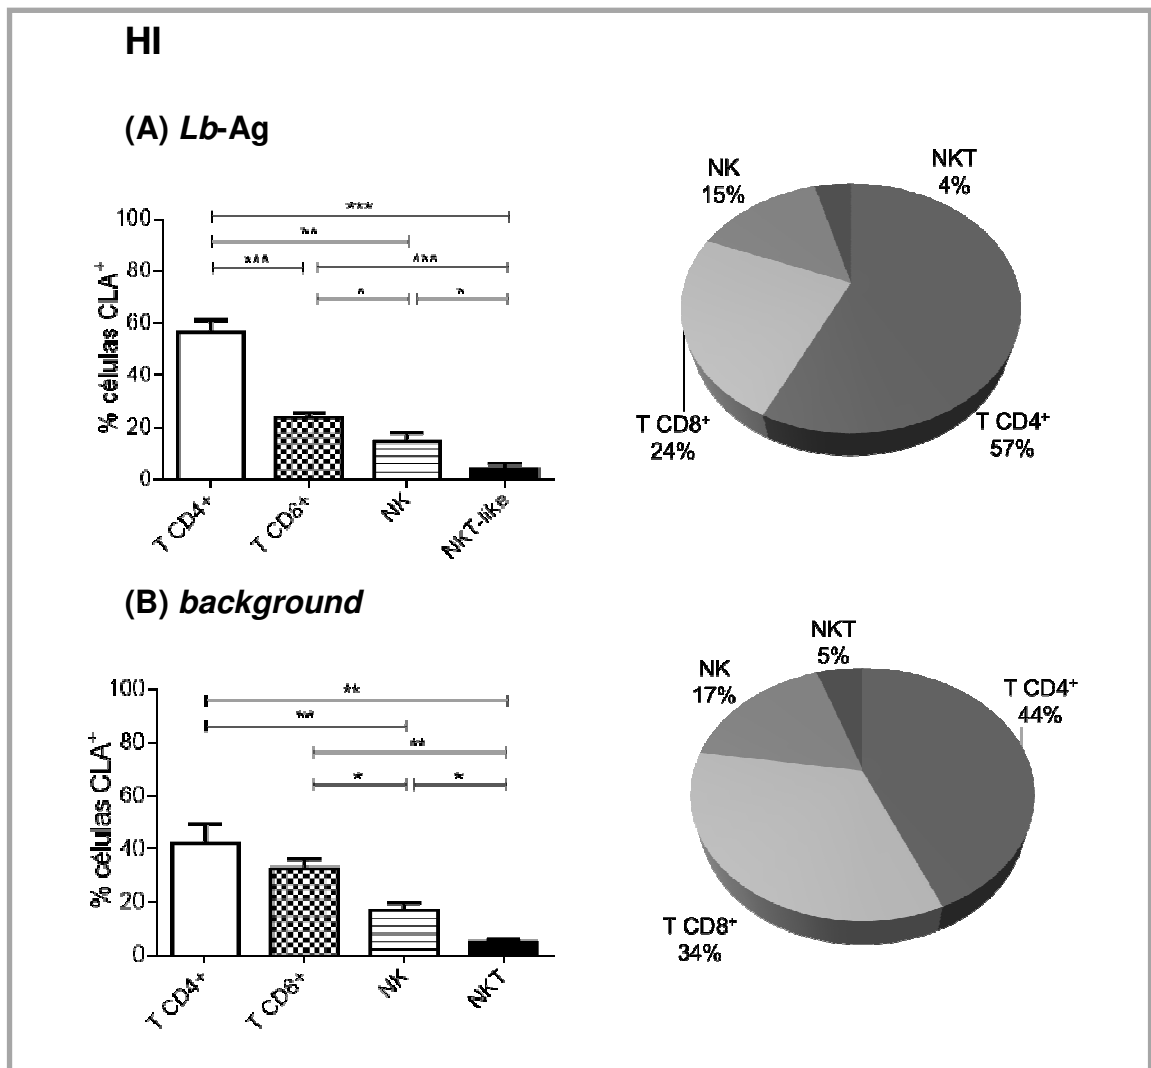 HI
(A) Lb-Ag
% células CLA⁺
100
80
60
40
20
0
***
**
***
***
*
*
T CD4+
T CD8+
NK
NKT-like
NK
15%
NKT
4%
T CD8⁺
24%
T CD4⁺
57%
(B) background
% células CLA⁺
100
80
60
40
20
0
**
**
**
*
*
T CD4+
T CD8+
NK
NKT
NKT
5%
NK
17%
T CD4⁺
44%
T CD8⁺
34%